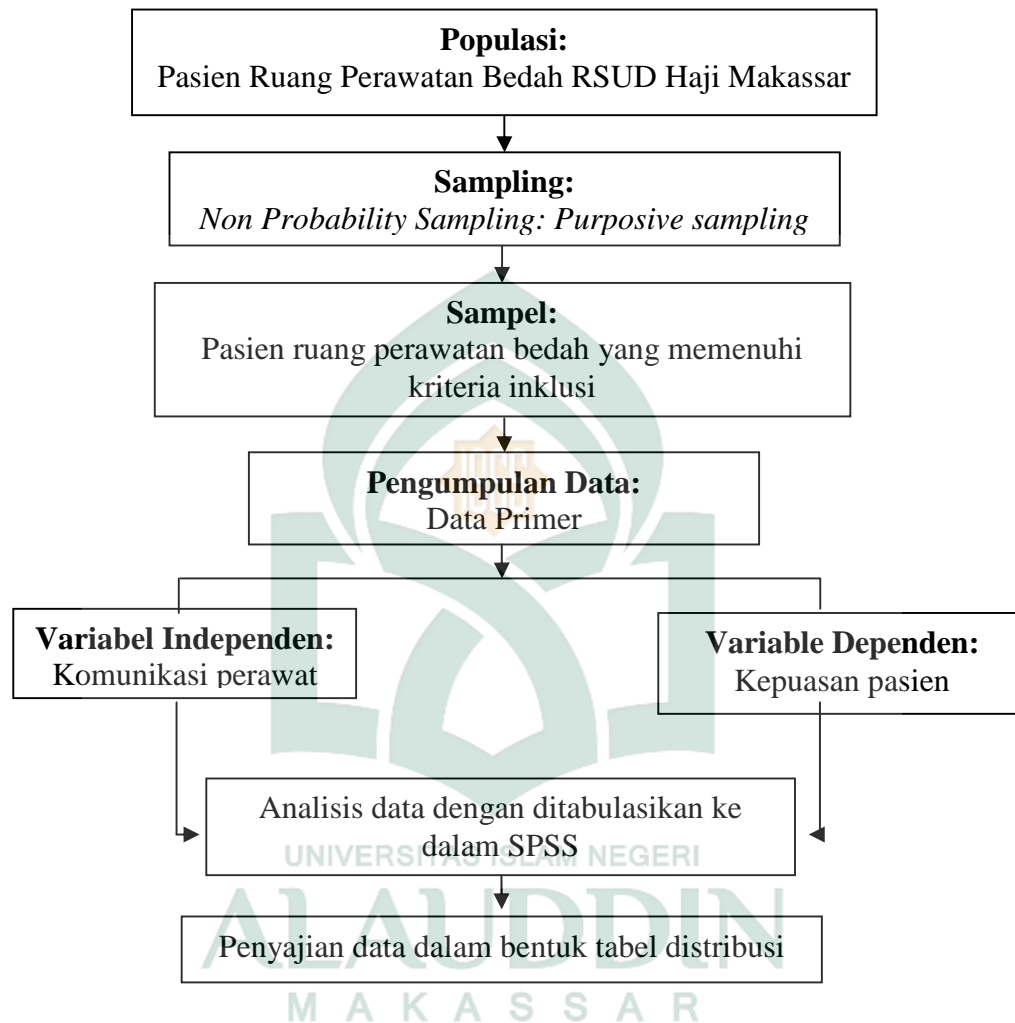 Populasi:
Pasien Ruang Perawatan Bedah RSUD Haji Makassar
Sampling:
Non Probability Sampling: Purposive sampling
Sampel:
Pasien ruang perawatan bedah yang memenuhi
kriteria inklusi
Pengumpulan Data:
Data Primer
Variabel Independen:
Komunikasi perawat
Variable Dependen:
Kepuasan pasien
Analisis data dengan ditabulasikan ke
dalam SPSS
UNIVERSITAS ISLAM NEGERI
ALAUDDIN
Penyajian data dalam bentuk tabel distribusi
MAKASSAR